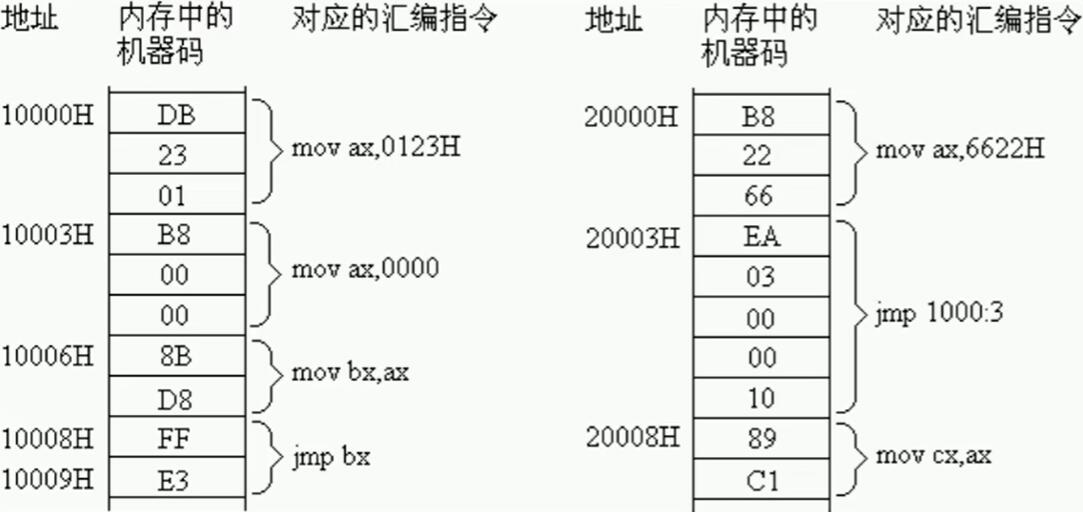 地址 内存中的机器码 对应的汇编指令
10000H DB
23 mov ax,0123H
01
10003H B8
00 mov ax,0000
00
10006H 8B
D8 mov bx,ax
10008H FF
10009H E3 jmp bx
地址 内存中的机器码 对应的汇编指令
20000H B8
22 mov ax,6622H
66
20003H EA
03
00 jmp 1000:3
00
10
20008H 89
C1 mov cx,ax